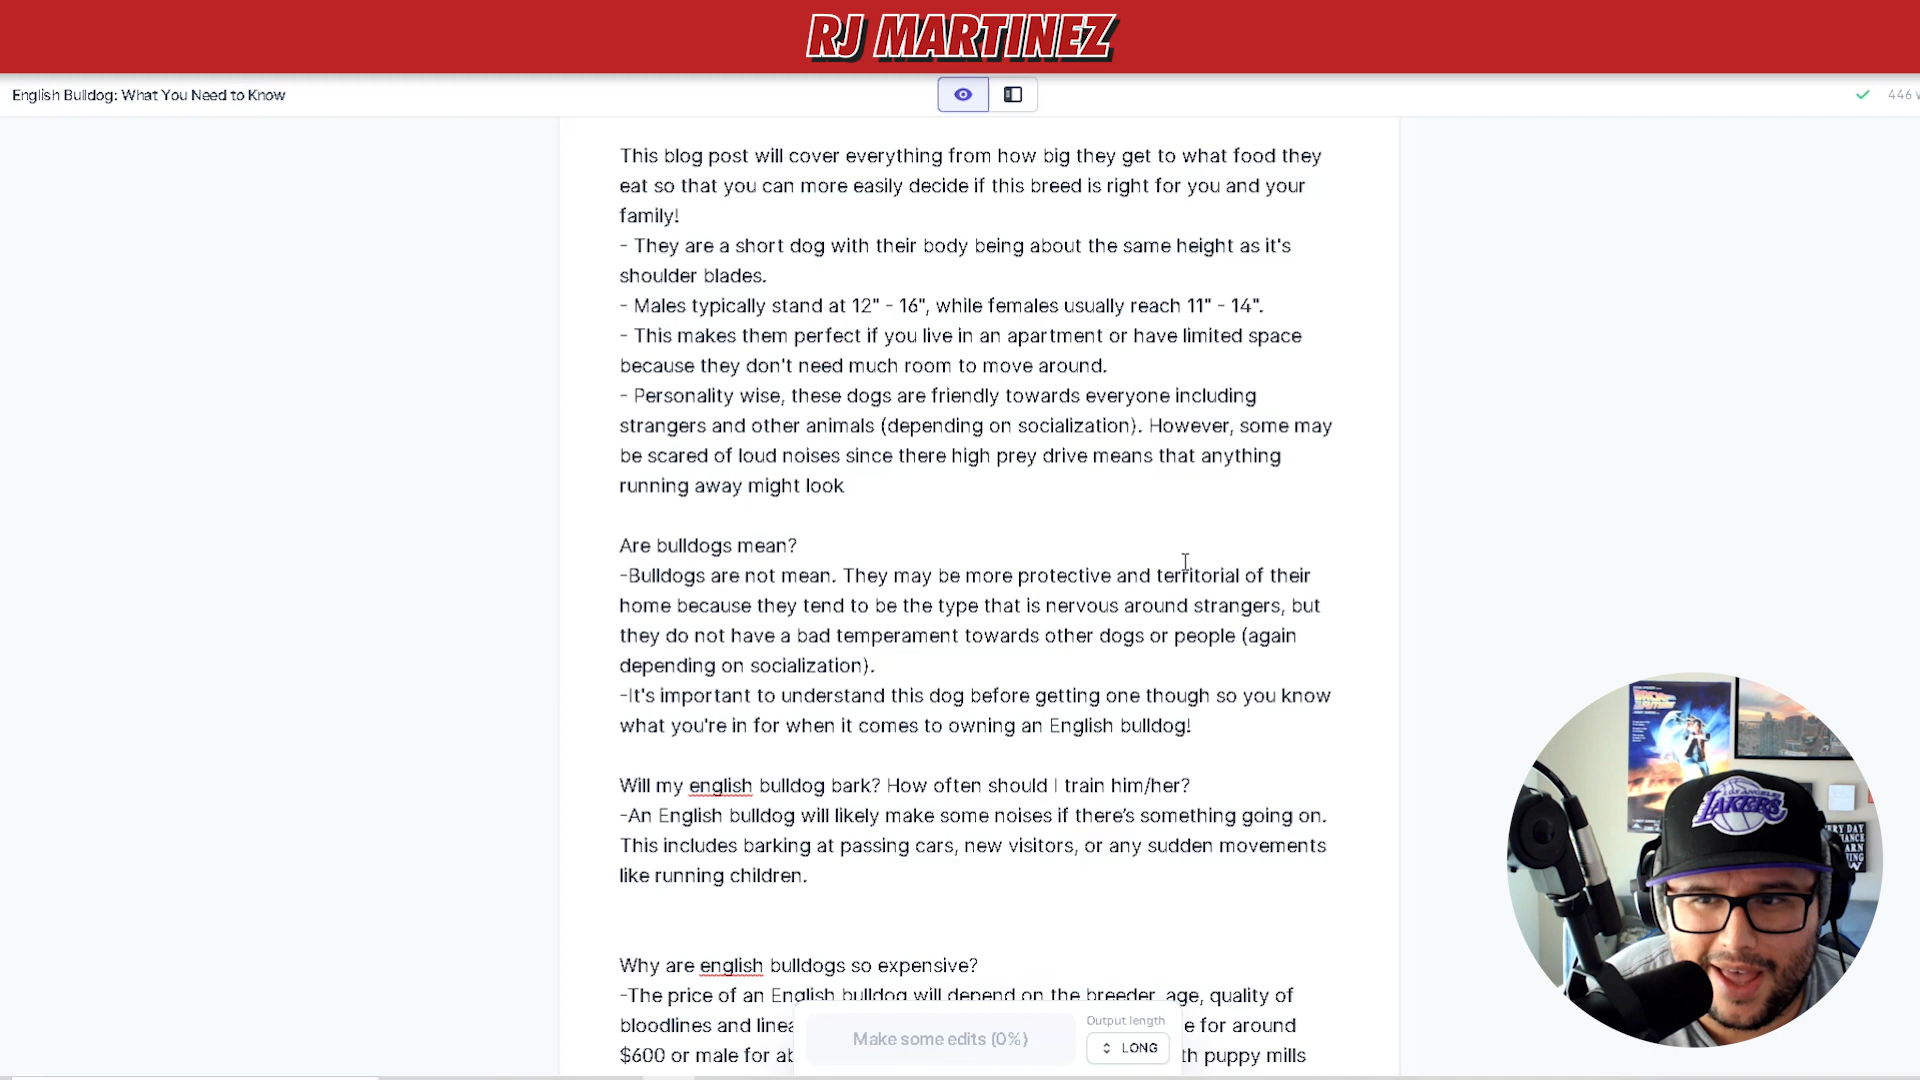 RJ MARTINEZ
English Bulldog: What You Need to Know
446
This blog post will cover everything from how big they get to what food they
eat so that you can more easily decide if this breed is right for you and your
family!
- They are a short dog with their body being about the same height as it's
shoulder blades.
- Males typically stand at 12" - 16", while females usually reach 11" - 14".
- This makes them perfect if you live in an apartment or have limited space
because they don't need much room to move around.
- Personality wise, these dogs are friendly towards everyone including
strangers and other animals (depending on socialization). However, some may
be scared of loud noises since there high prey drive means that anything
running away might look
Are bulldogs mean?
-Bulldogs are not mean. They may be more protective and territorial of their
home because they tend to be the type that is nervous around strangers, but
they do not have a bad temperament towards other dogs or people (again
depending on socialization).
-It's important to understand this dog before getting one though so you know
what you're in for when it comes to owning an English bulldog!
Will my english bulldog bark? How often should I train him/her?
-An English bulldog will likely make some noises if there's something going on.
This includes barking at passing cars, new visitors, or any sudden movements
like running children.
Why are english bulldogs so expensive?
-The price of an English bulldog will depend on the breeder, age, quality of
bloodlines and e for around
$600 or male for puppy mills
Make some edits (0%)
Output length
LONG
LOS ANGELES
LAKERS